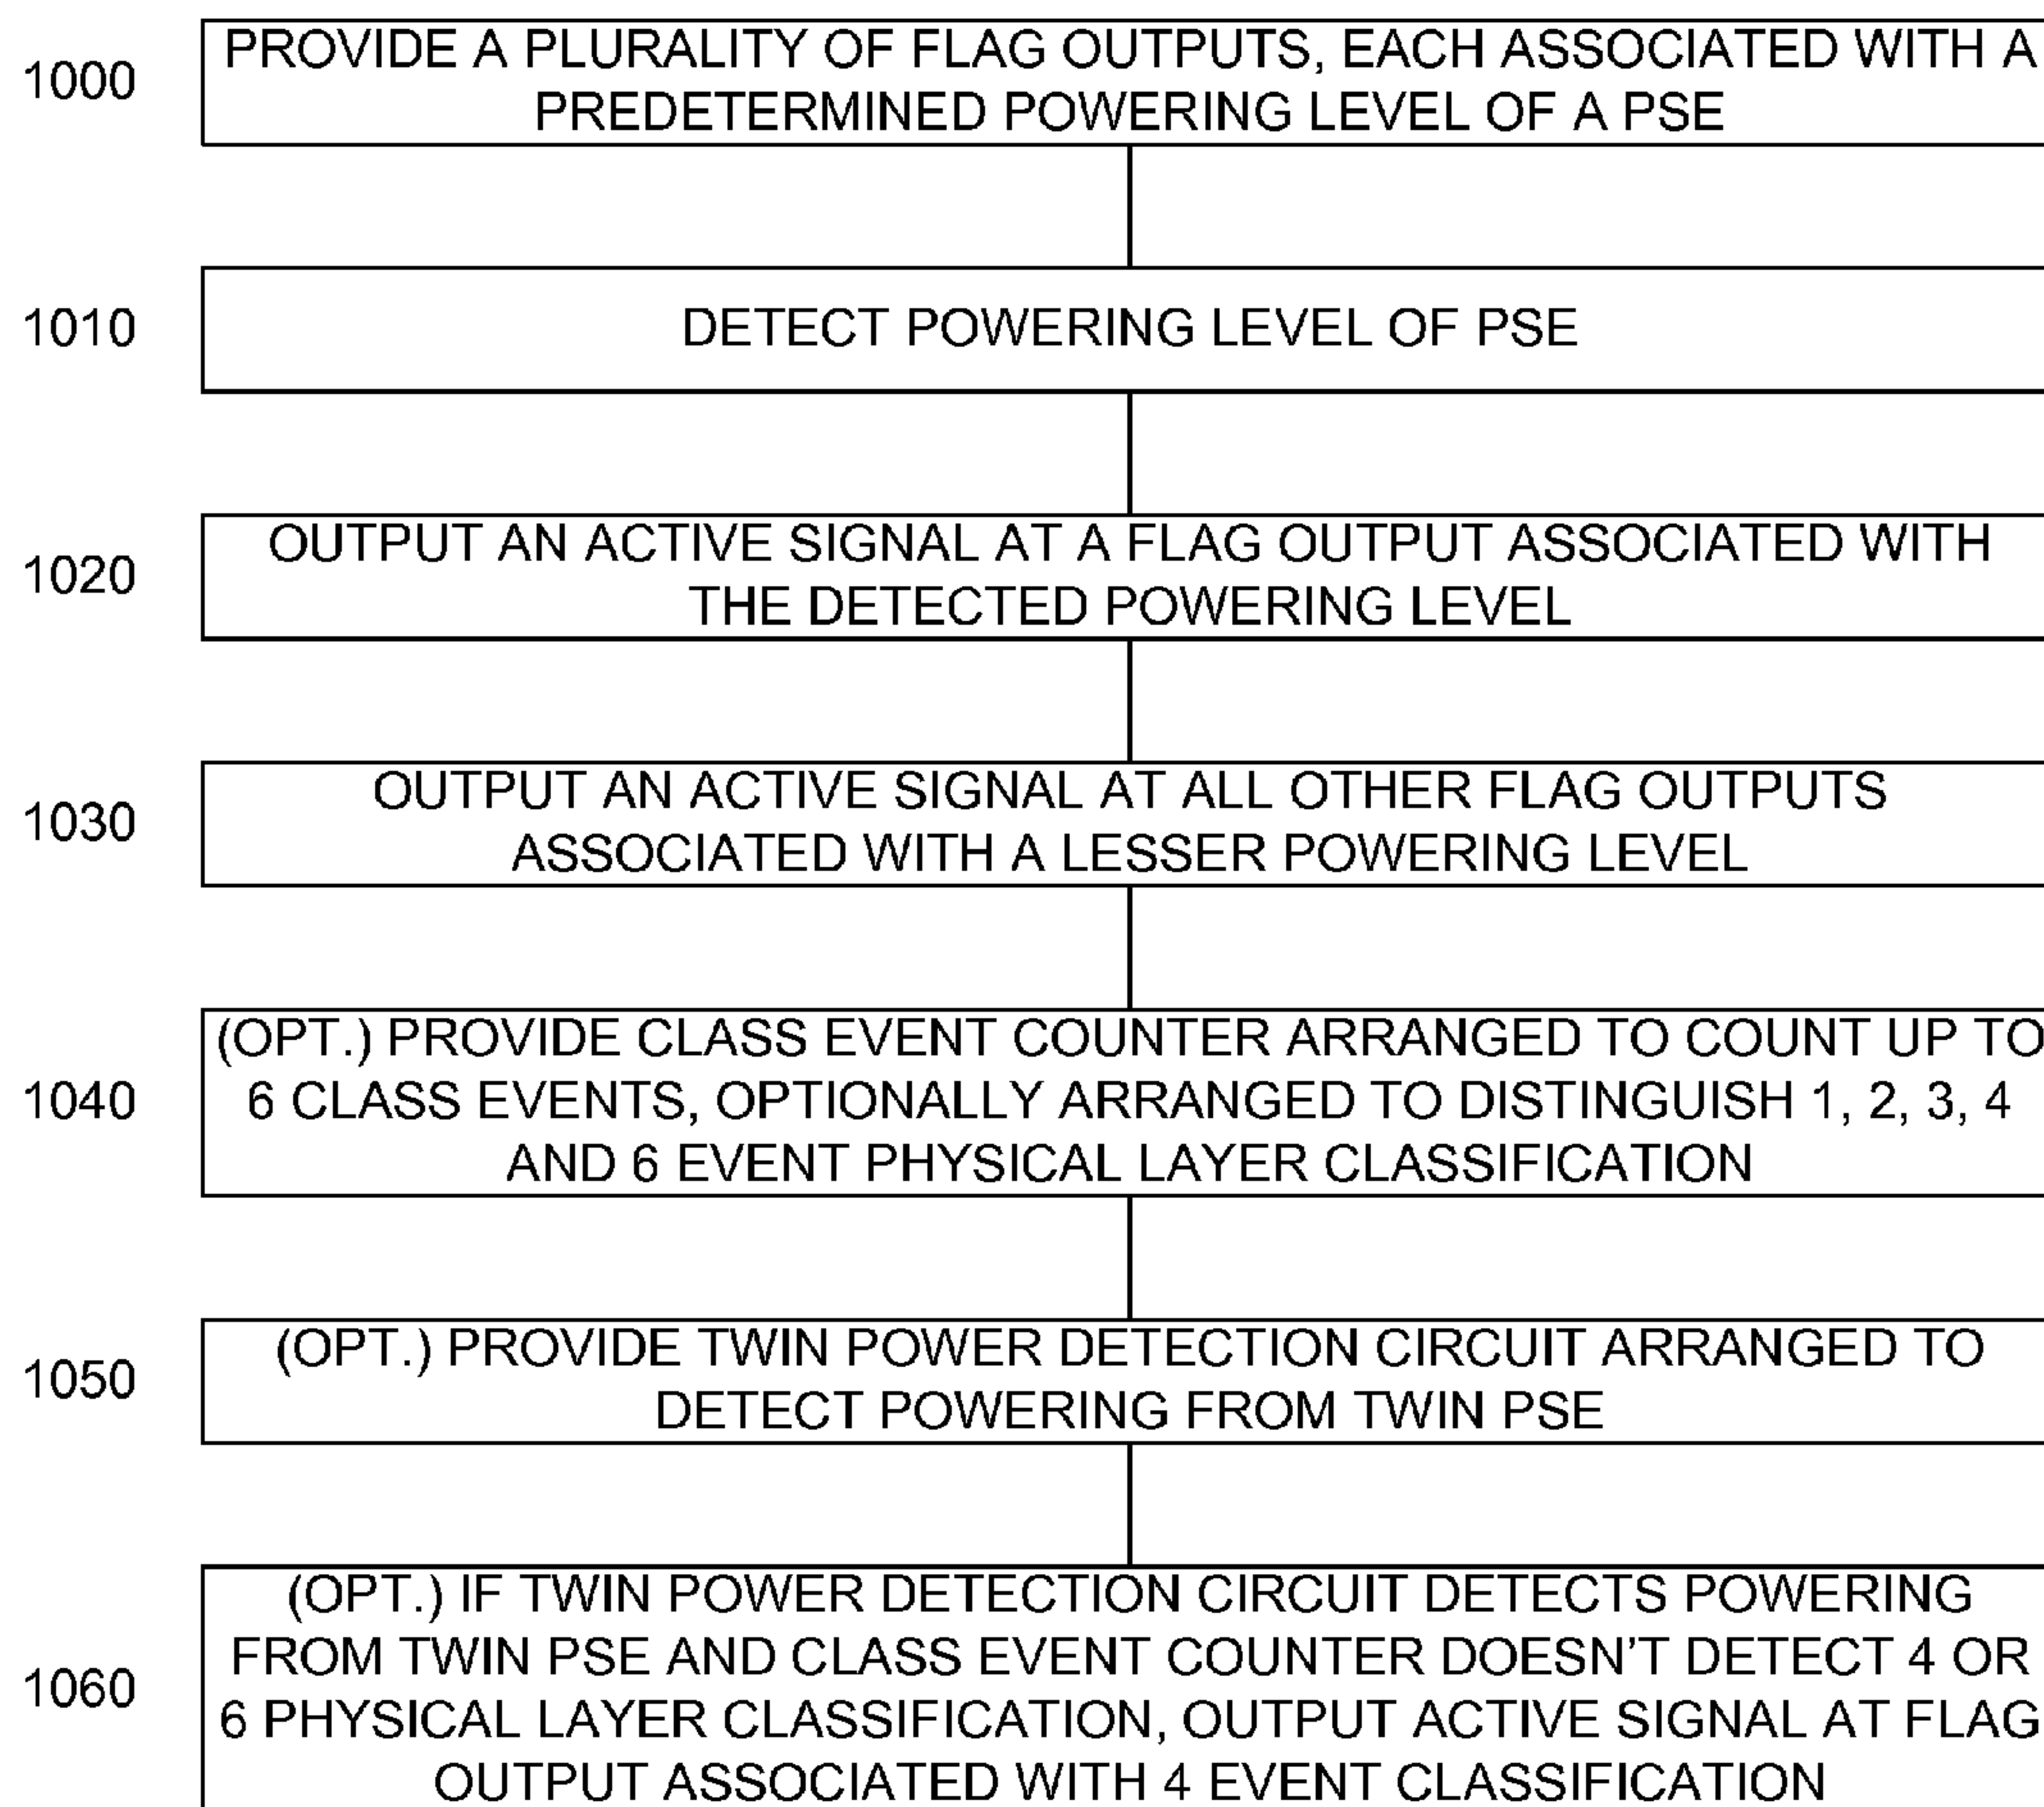 1000
PROVIDE A PLURALITY OF FLAG OUTPUTS, EACH ASSOCIATED WITH A
PREDETERMINED POWERING LEVEL OF A PSE
1010
DETECT POWERING LEVEL OF PSE
1020
OUTPUT AN ACTIVE SIGNAL AT A FLAG OUTPUT ASSOCIATED WITH
THE DETECTED POWERING LEVEL
1030
OUTPUT AN ACTIVE SIGNAL AT ALL OTHER FLAG OUTPUTS
ASSOCIATED WITH A LESSER POWERING LEVEL
1040
(OPT.) PROVIDE CLASS EVENT COUNTER ARRANGED TO COUNT UP TO
6 CLASS EVENTS, OPTIONALLY ARRANGED TO DISTINGUISH 1, 2, 3, 4
AND 6 EVENT PHYSICAL LAYER CLASSIFICATION
1050
(OPT.) PROVIDE TWIN POWER DETECTION CIRCUIT ARRANGED TO
DETECT POWERING FROM TWIN PSE
1060
(OPT.) IF TWIN POWER DETECTION CIRCUIT DETECTS POWERING
FROM TWIN PSE AND CLASS EVENT COUNTER DOESN'T DETECT 4 OR
6 PHYSICAL LAYER CLASSIFICATION, OUTPUT ACTIVE SIGNAL AT FLAG
OUTPUT ASSOCIATED WITH 4 EVENT CLASSIFICATION